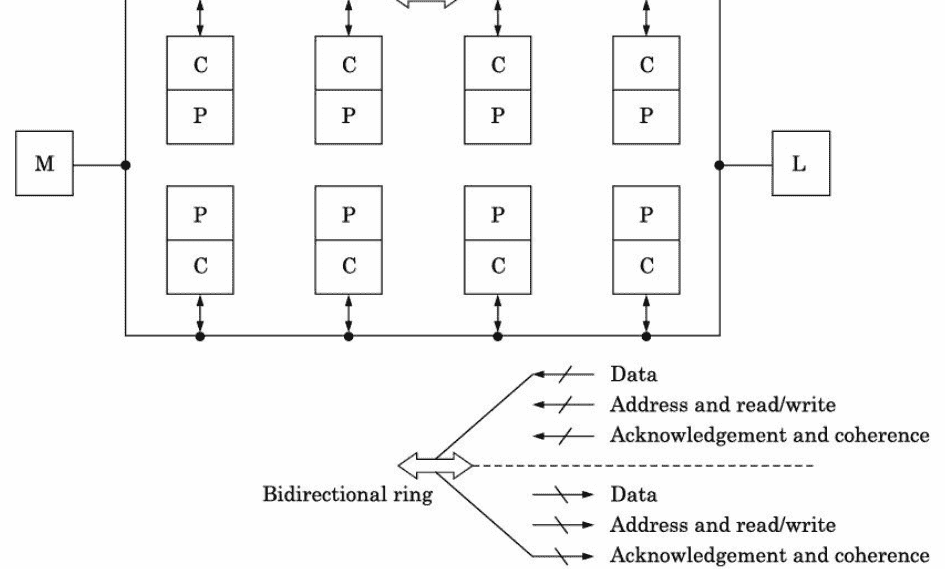 C C C C
P P P P
M L
P P P P
C C C C
Data
Address and read/write
Acknowledgement and coherence
Bidirectional ring
Data
Address and read/write
Acknowledgement and coherence